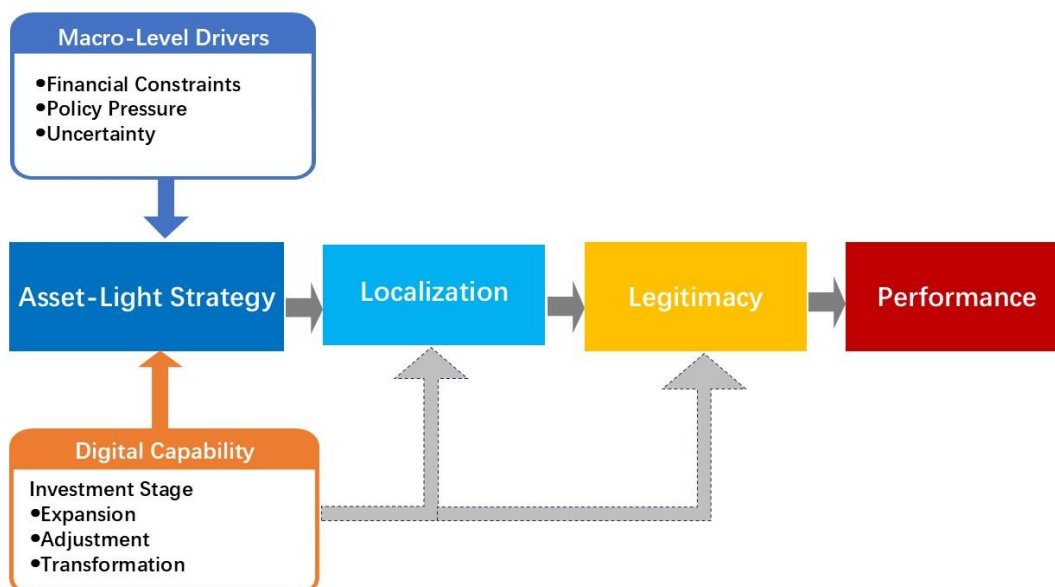 Macro-Level Drivers
•Financial Constraints
•Policy Pressure
•Uncertainty
Asset-Light Strategy
Localization
Legitimacy
Performance
Digital Capability
Investment Stage
•Expansion
•Adjustment
•Transformation